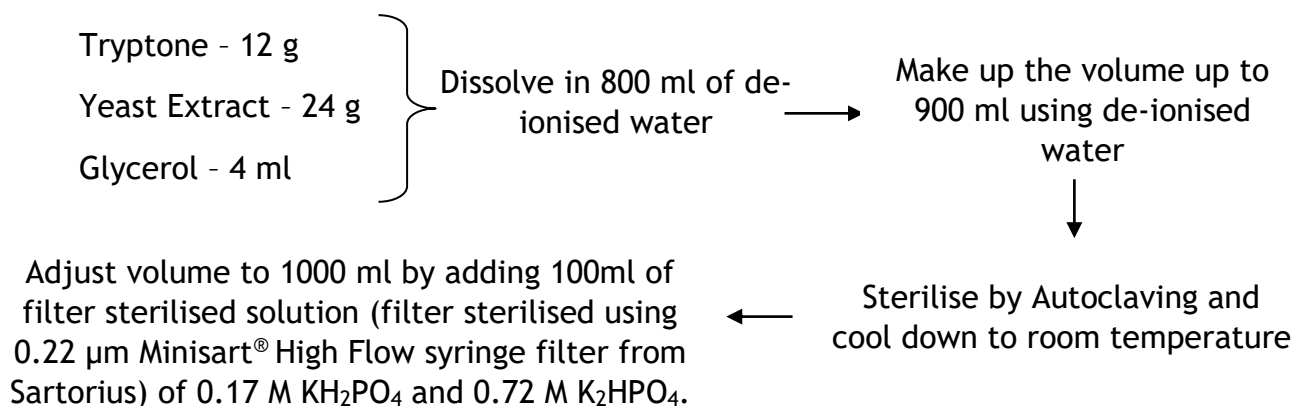 Tryptone – 12 g
Yeast Extract – 24 g
Glycerol – 4 ml
Dissolve in 800 ml of de-
ionised water
Make up the volume up to
900 ml using de-ionised
water
Sterilise by Autoclaving and
cool down to room temperature
Adjust volume to 1000 ml by adding 100ml of
filter sterilised solution (filter sterilised using
0.22 µm Minisart® High Flow syringe filter from
Sartorius) of 0.17 M KH₂PO₄ and 0.72 M K₂HPO₄.